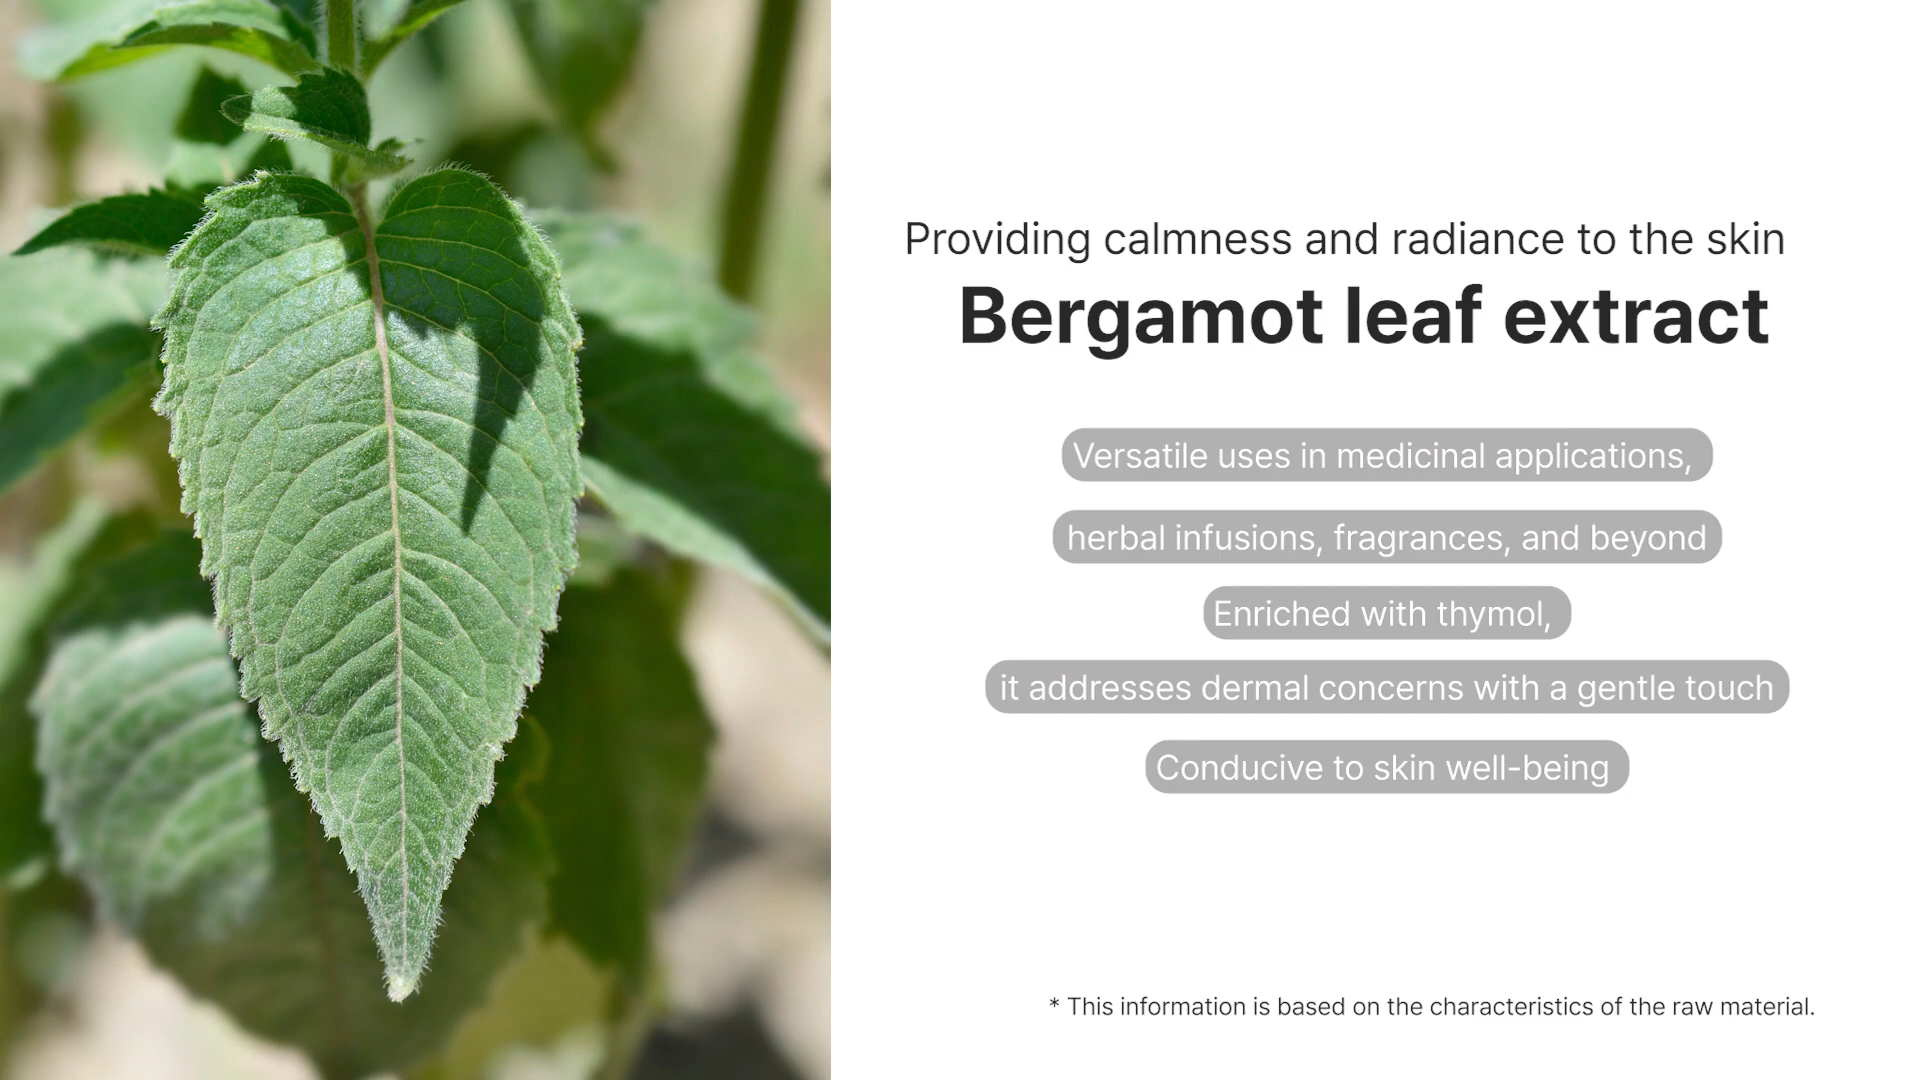 Providing calmness and radiance to the skin
Bergamot leaf extract
Versatile uses in medicinal applications,
herbal infusions, fragrances, and beyond
Enriched with thymol,
it addresses dermal concerns with a gentle touch
Conducive to skin well-being
* This information is based on the characteristics of the raw material.